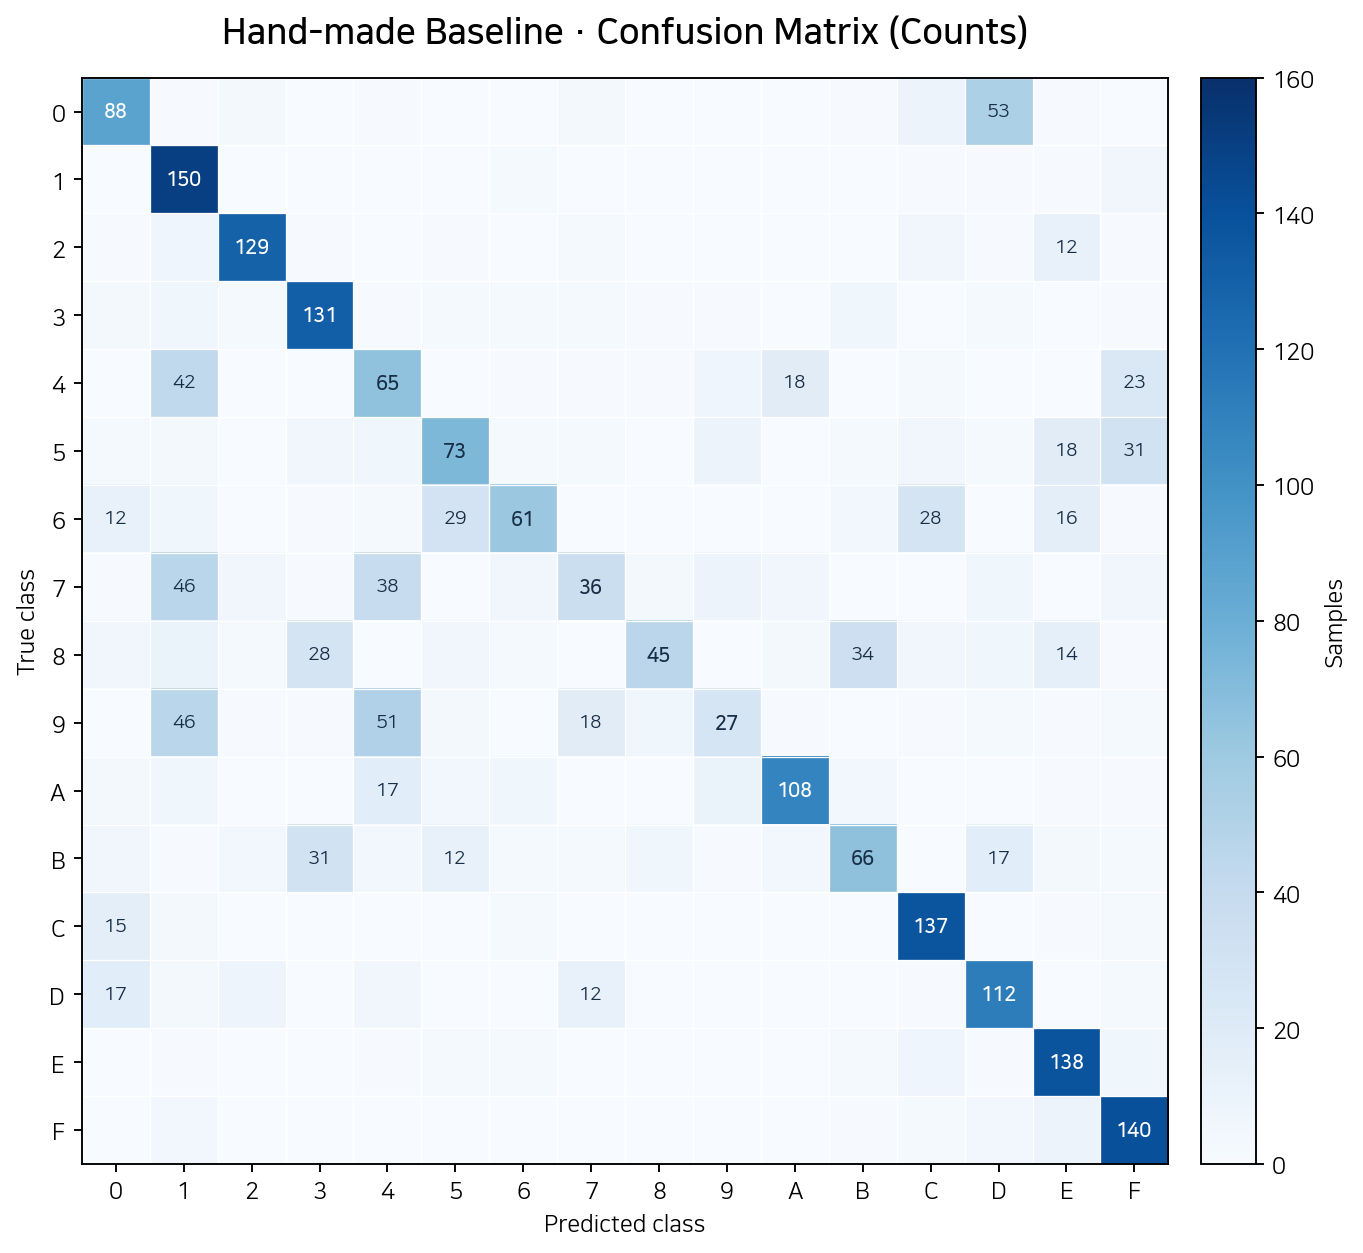 Hand-made Baseline · Confusion Matrix (Counts)
0 88 53
1 150
2 129 12
3 131
4 42 65 18 23
5 73 18 31
6 12 29 61 28 16
7 46 38 36
8 28 45 34 14
9 46 51 18 27
A 17 108
B 31 12 66 17
C 15 137
D 17 12 112
E 138
F 140
0 1 2 3 4 5 6 7 8 9 A B C D E F
Predicted class
True class
160
140
120
100
80
60
40
20
0
Samples